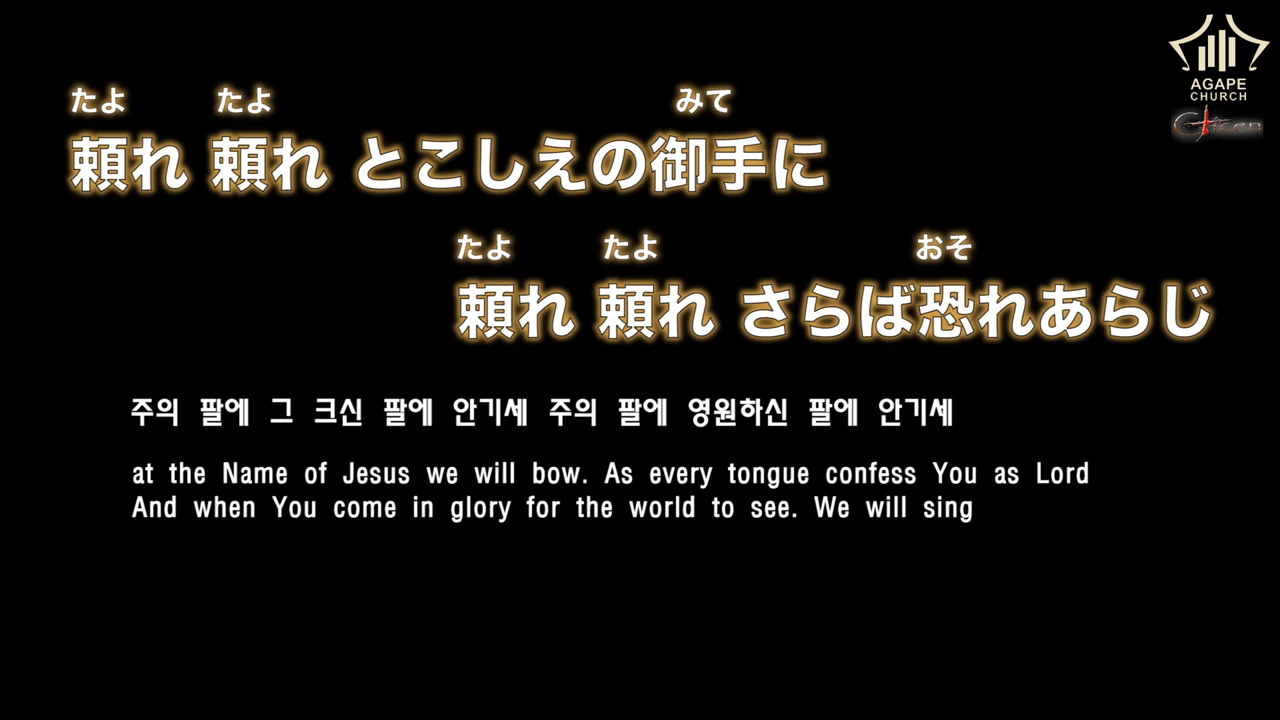 たよ たよ みて
頼れ 頼れ とこしえの御手に
たよ たよ おそ
頼れ 頼れ さらば恐れあらじ
주의 팔에 그 크신 팔에 안기세 주의 팔에 영원하신 팔에 안기세
at the Name of Jesus we will bow. As every tongue confess You as Lord
And when You come in glory for the world to see. We will sing
AGAPE
CHURCH